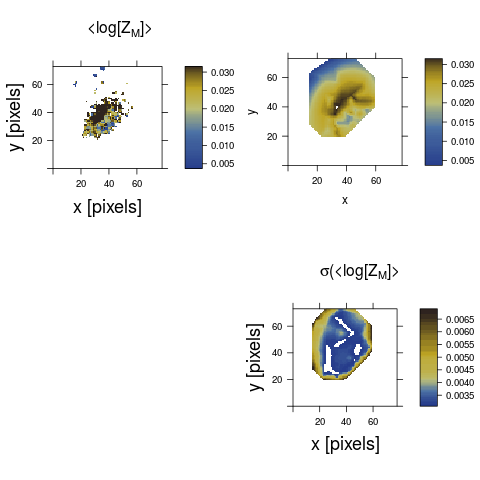 <log[Z_M]>
60
40
20
20 40 60
x [pixels]
y [pixels]
0.030
0.025
0.020
0.015
0.010
0.005
60
40
20
20 40 60
x
y
0.030
0.025
0.020
0.015
0.010
0.005
σ(<log[Z_M]>
60
40
20
20 40 60
x [pixels]
y [pixels]
0.0065
0.0060
0.0055
0.0050
0.0045
0.0040
0.0035